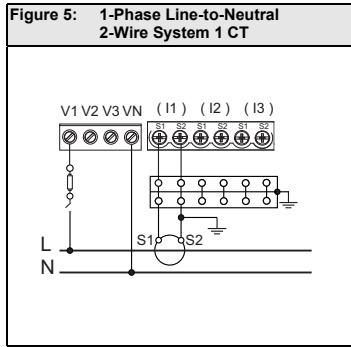 Figure 5: 1-Phase Line-to-Neutral
2-Wire System 1 CT
V1 V2 V3 VN ( I1 ) ( I2 ) ( I3 )
S1 S2 S1 S2 S1 S2
S1 S2
L
N